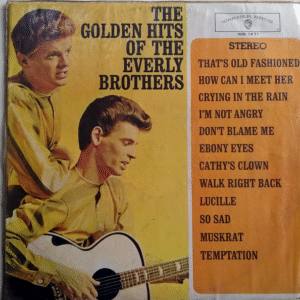 THE
GOLDEN HITS
OF THE
EVERLY
BROTHERS
STEREO
THAT'S OLD FASHIONED
HOW CAN I MEET HER
CRYING IN THE RAIN
I'M NOT ANGRY
DON'T BLAME ME
EBONY EYES
CATHY'S CLOWN
WALK RIGHT BACK
LUCILLE
SO SAD
MUSKRAT
TEMPTATION